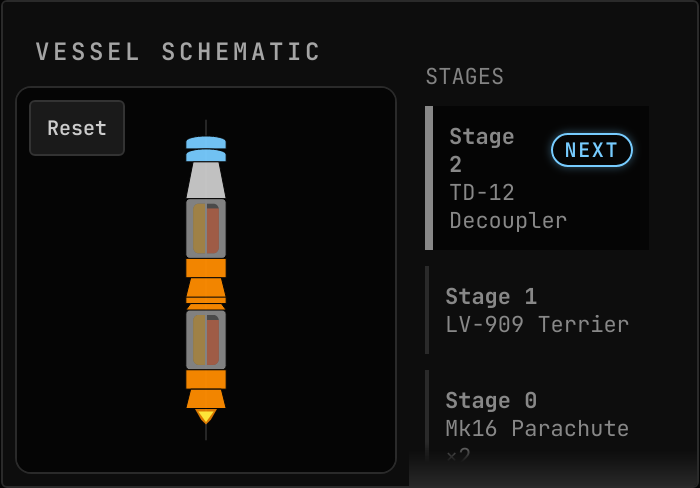 VESSEL SCHEMATIC
Reset
STAGES
Stage
2
NEXT
TD-12
Decoupler
Stage 1
LV-909 Terrier
Stage 0
Mk16 Parachute
×2